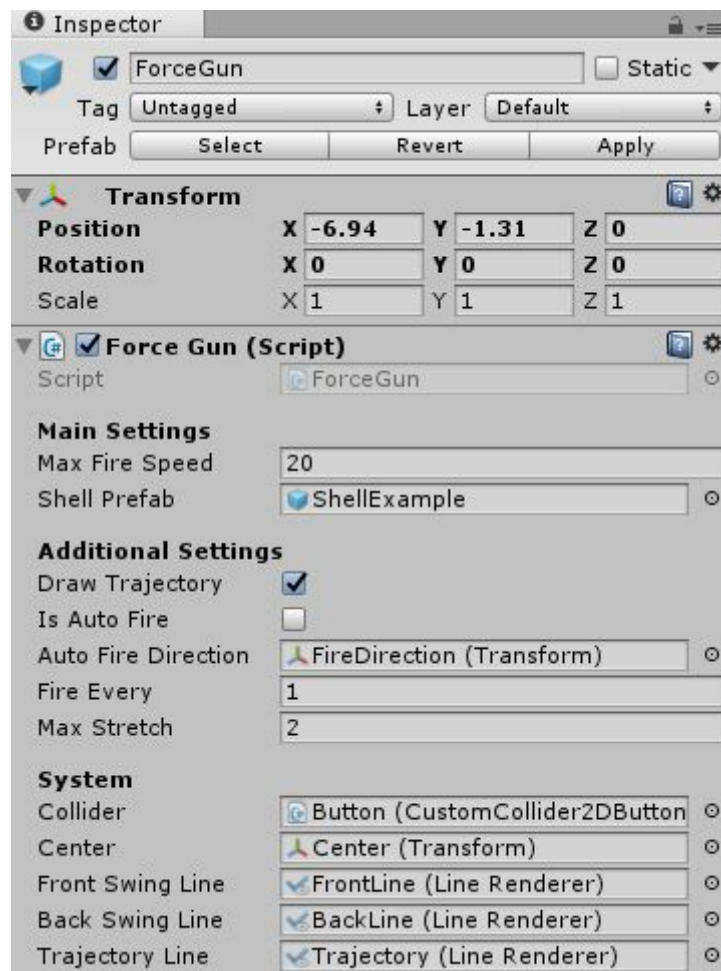 Inspector
ForceGun Static
Tag Untagged Layer Default
Prefab Select Revert Apply
Transform
Position X -6.94 Y -1.31 Z 0
Rotation X 0 Y 0 Z 0
Scale X 1 Y 1 Z 1
Force Gun (Script)
Script ForceGun
Main Settings
Max Fire Speed 20
Shell Prefab ShellExample
Additional Settings
Draw Trajectory
Is Auto Fire
Auto Fire Direction FireDirection (Transform)
Fire Every 1
Max Stretch 2
System
Collider Button (CustomCollider2DButton
Center Center (Transform)
Front Swing Line FrontLine (Line Renderer)
Back Swing Line BackLine (Line Renderer)
Trajectory Line Trajectory (Line Renderer)